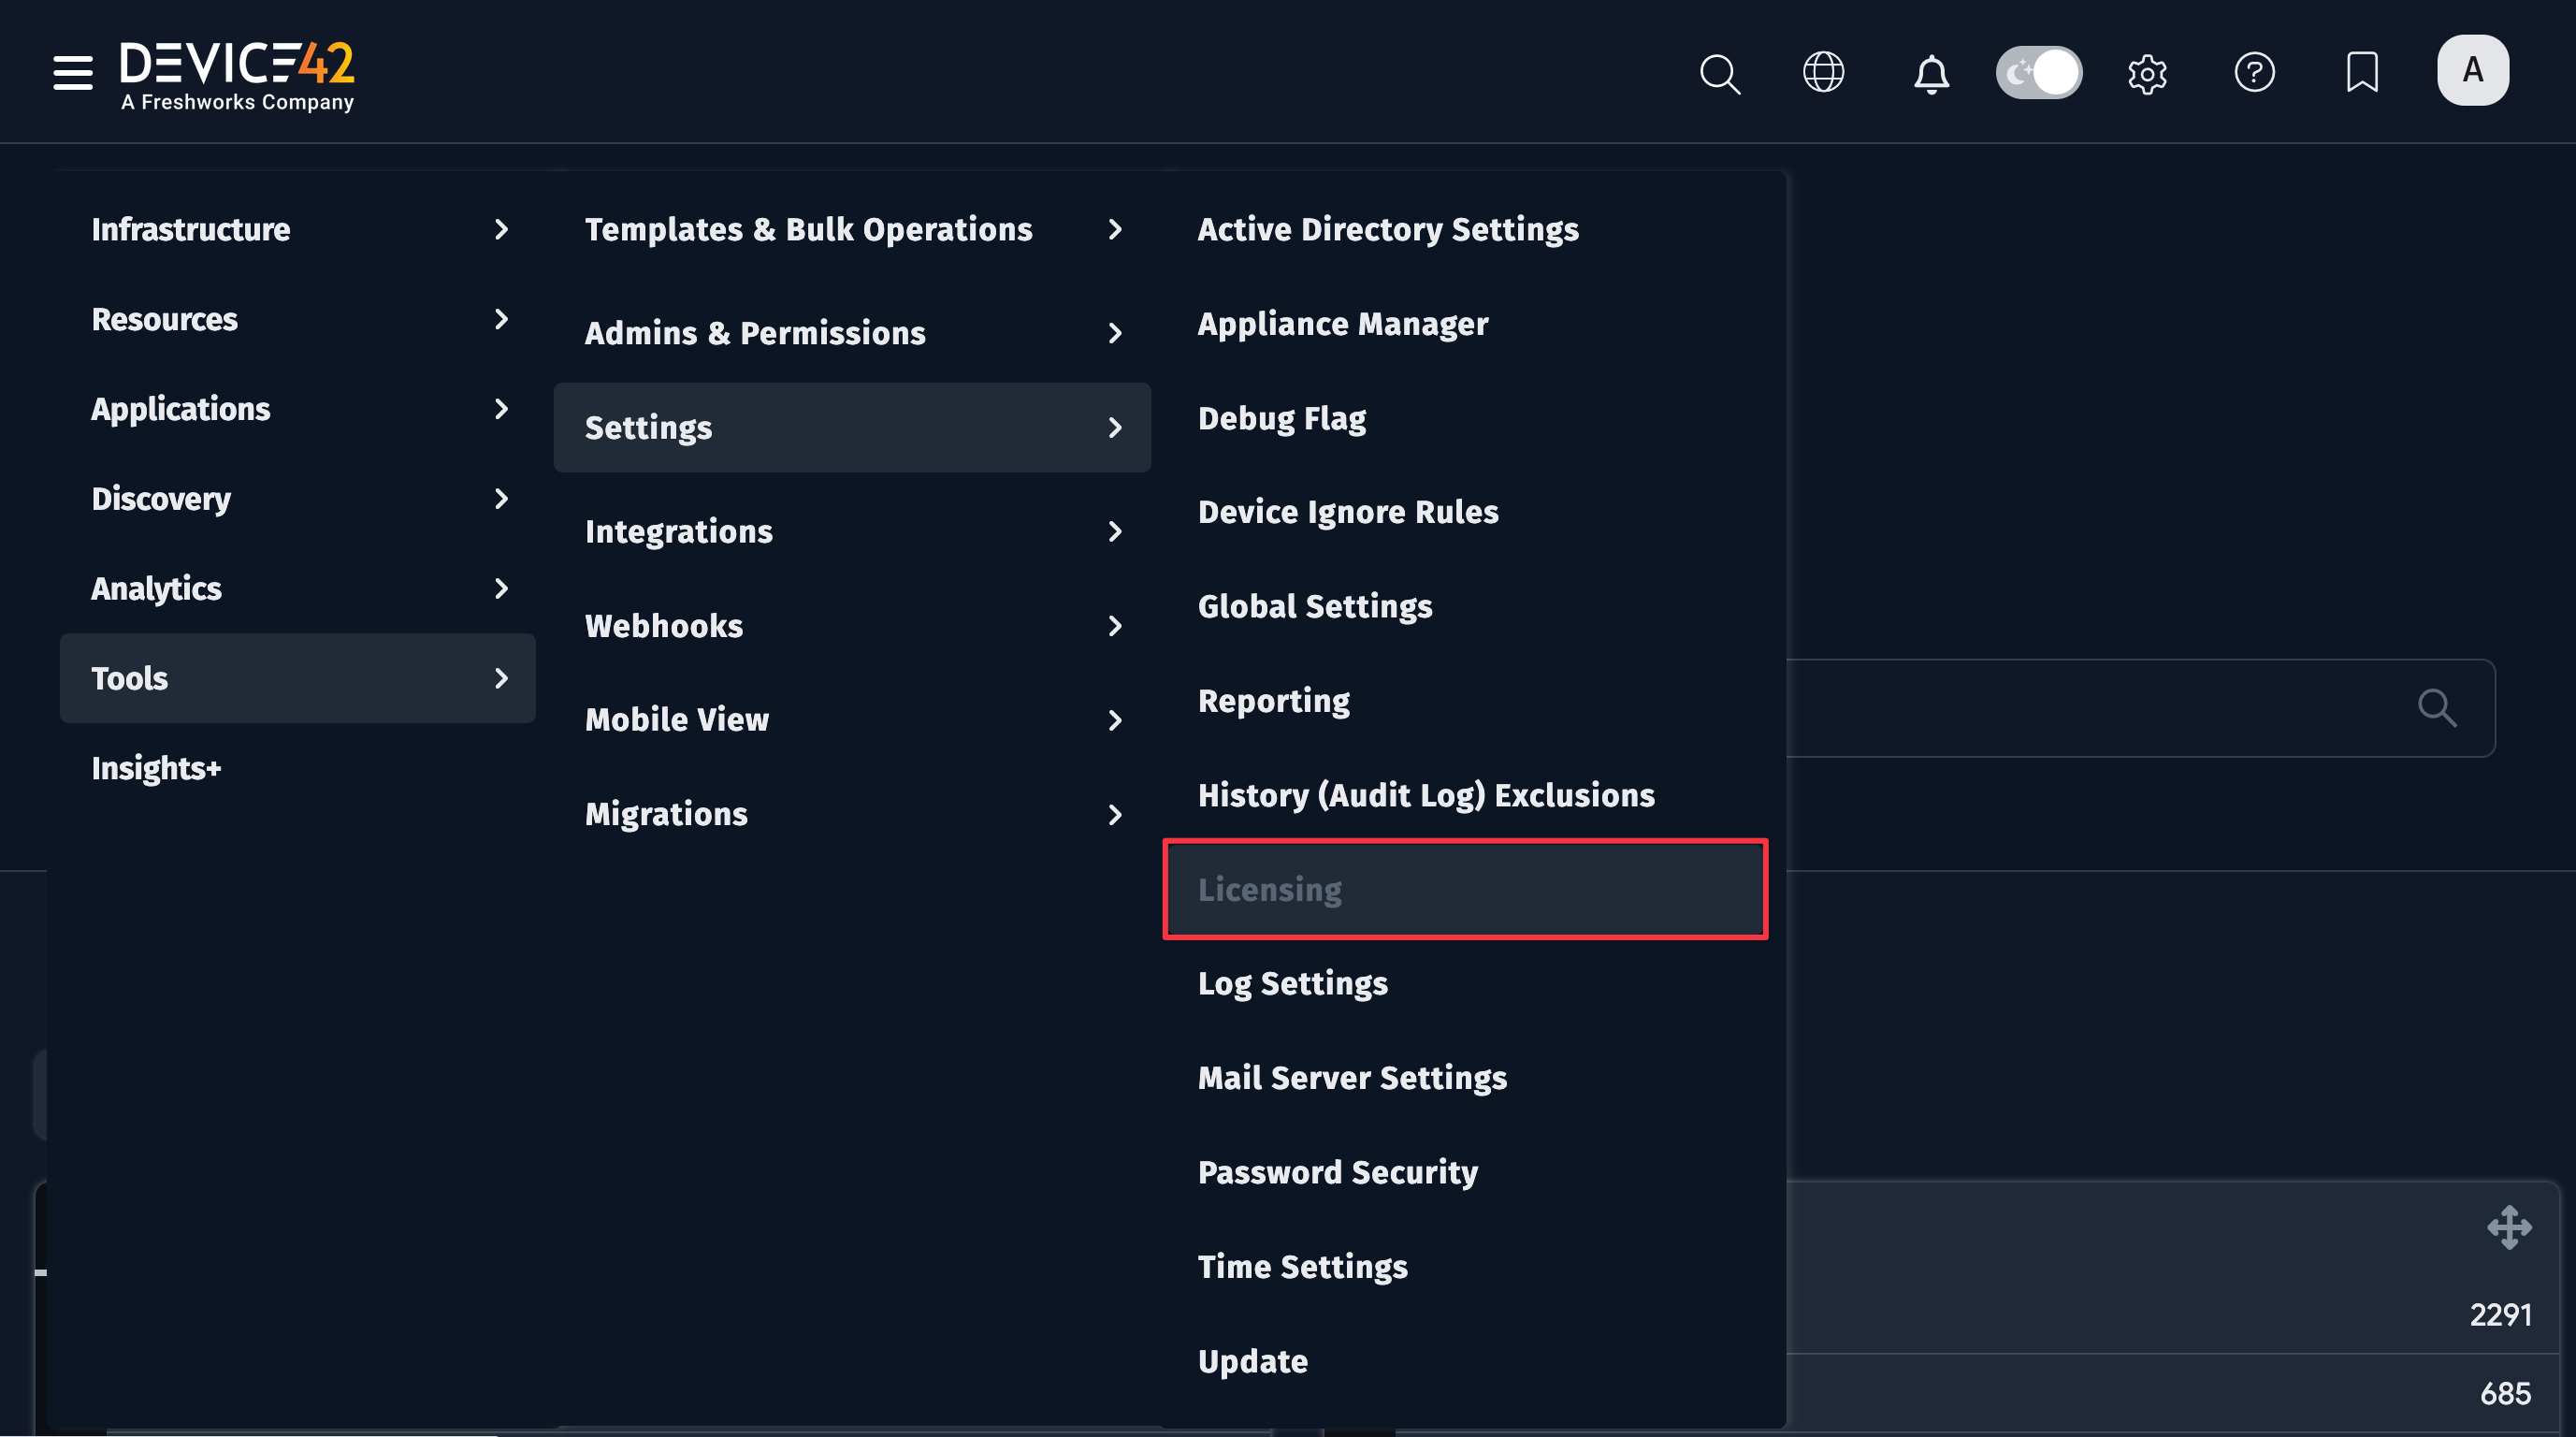 DEVICE42
A Freshworks Company
A
Infrastructure
Resources
Applications
Discovery
Analytics
Tools
Insights+
Templates & Bulk Operations
Admins & Permissions
Settings
Integrations
Webhooks
Mobile View
Migrations
Active Directory Settings
Appliance Manager
Debug Flag
Device Ignore Rules
Global Settings
Reporting
History (Audit Log) Exclusions
Licensing
Log Settings
Mail Server Settings
Password Security
Time Settings
Update
2291
685